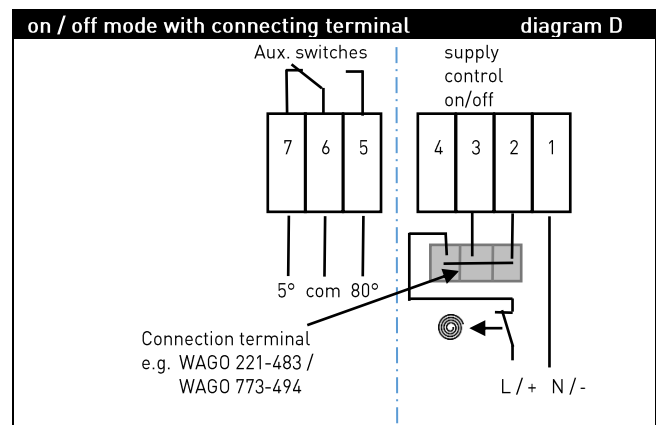 on / off mode with connecting terminal diagram D
Aux. switches
supply
control
on/off
7 6 5
4 3 2 1
5° com 80°
Connection terminal
e.g. WAGO 221-483 /
WAGO 773-494
L / + N / -